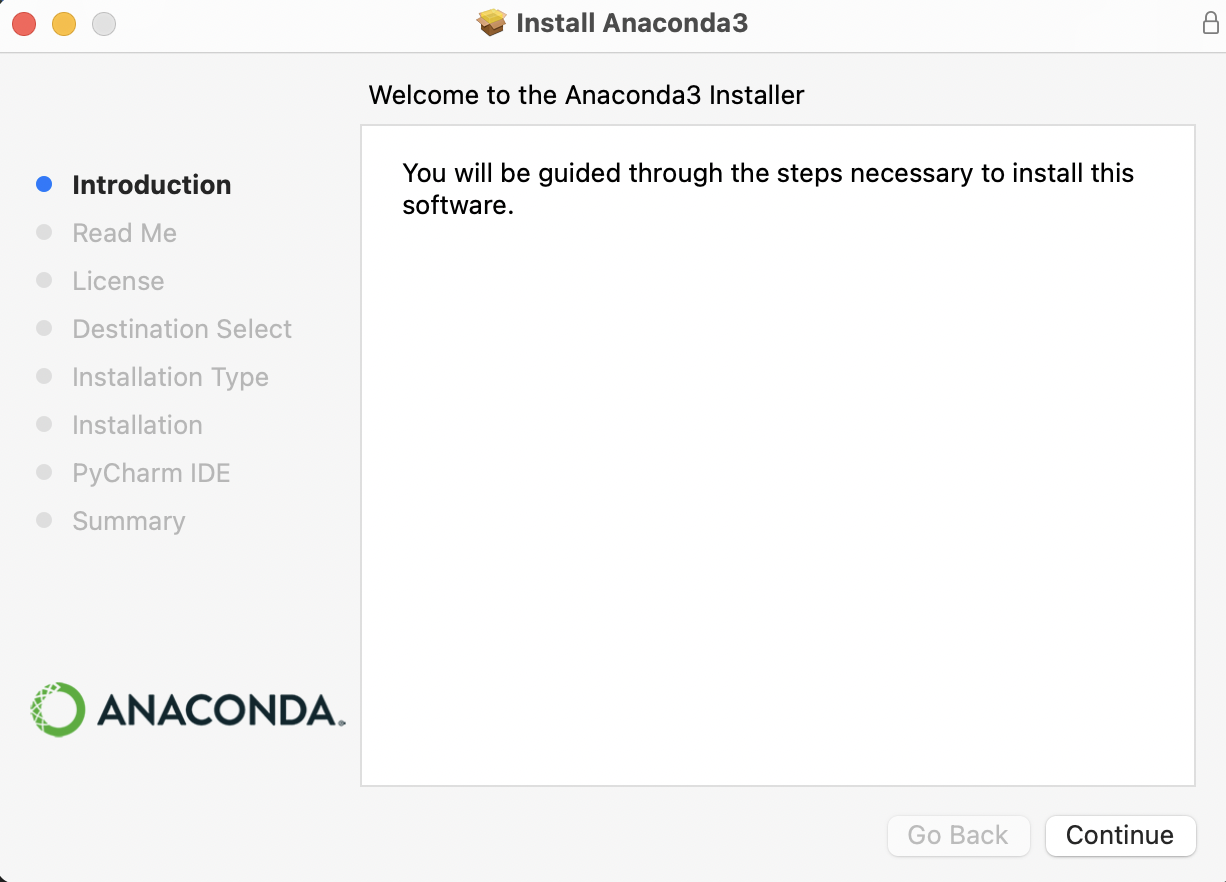 Install Anaconda3
Welcome to the Anaconda3 Installer
Introduction
Read Me
License
Destination Select
Installation Type
Installation
PyCharm IDE
Summary
You will be guided through the steps necessary to install this
software.
ANACONDA.
Go Back
Continue